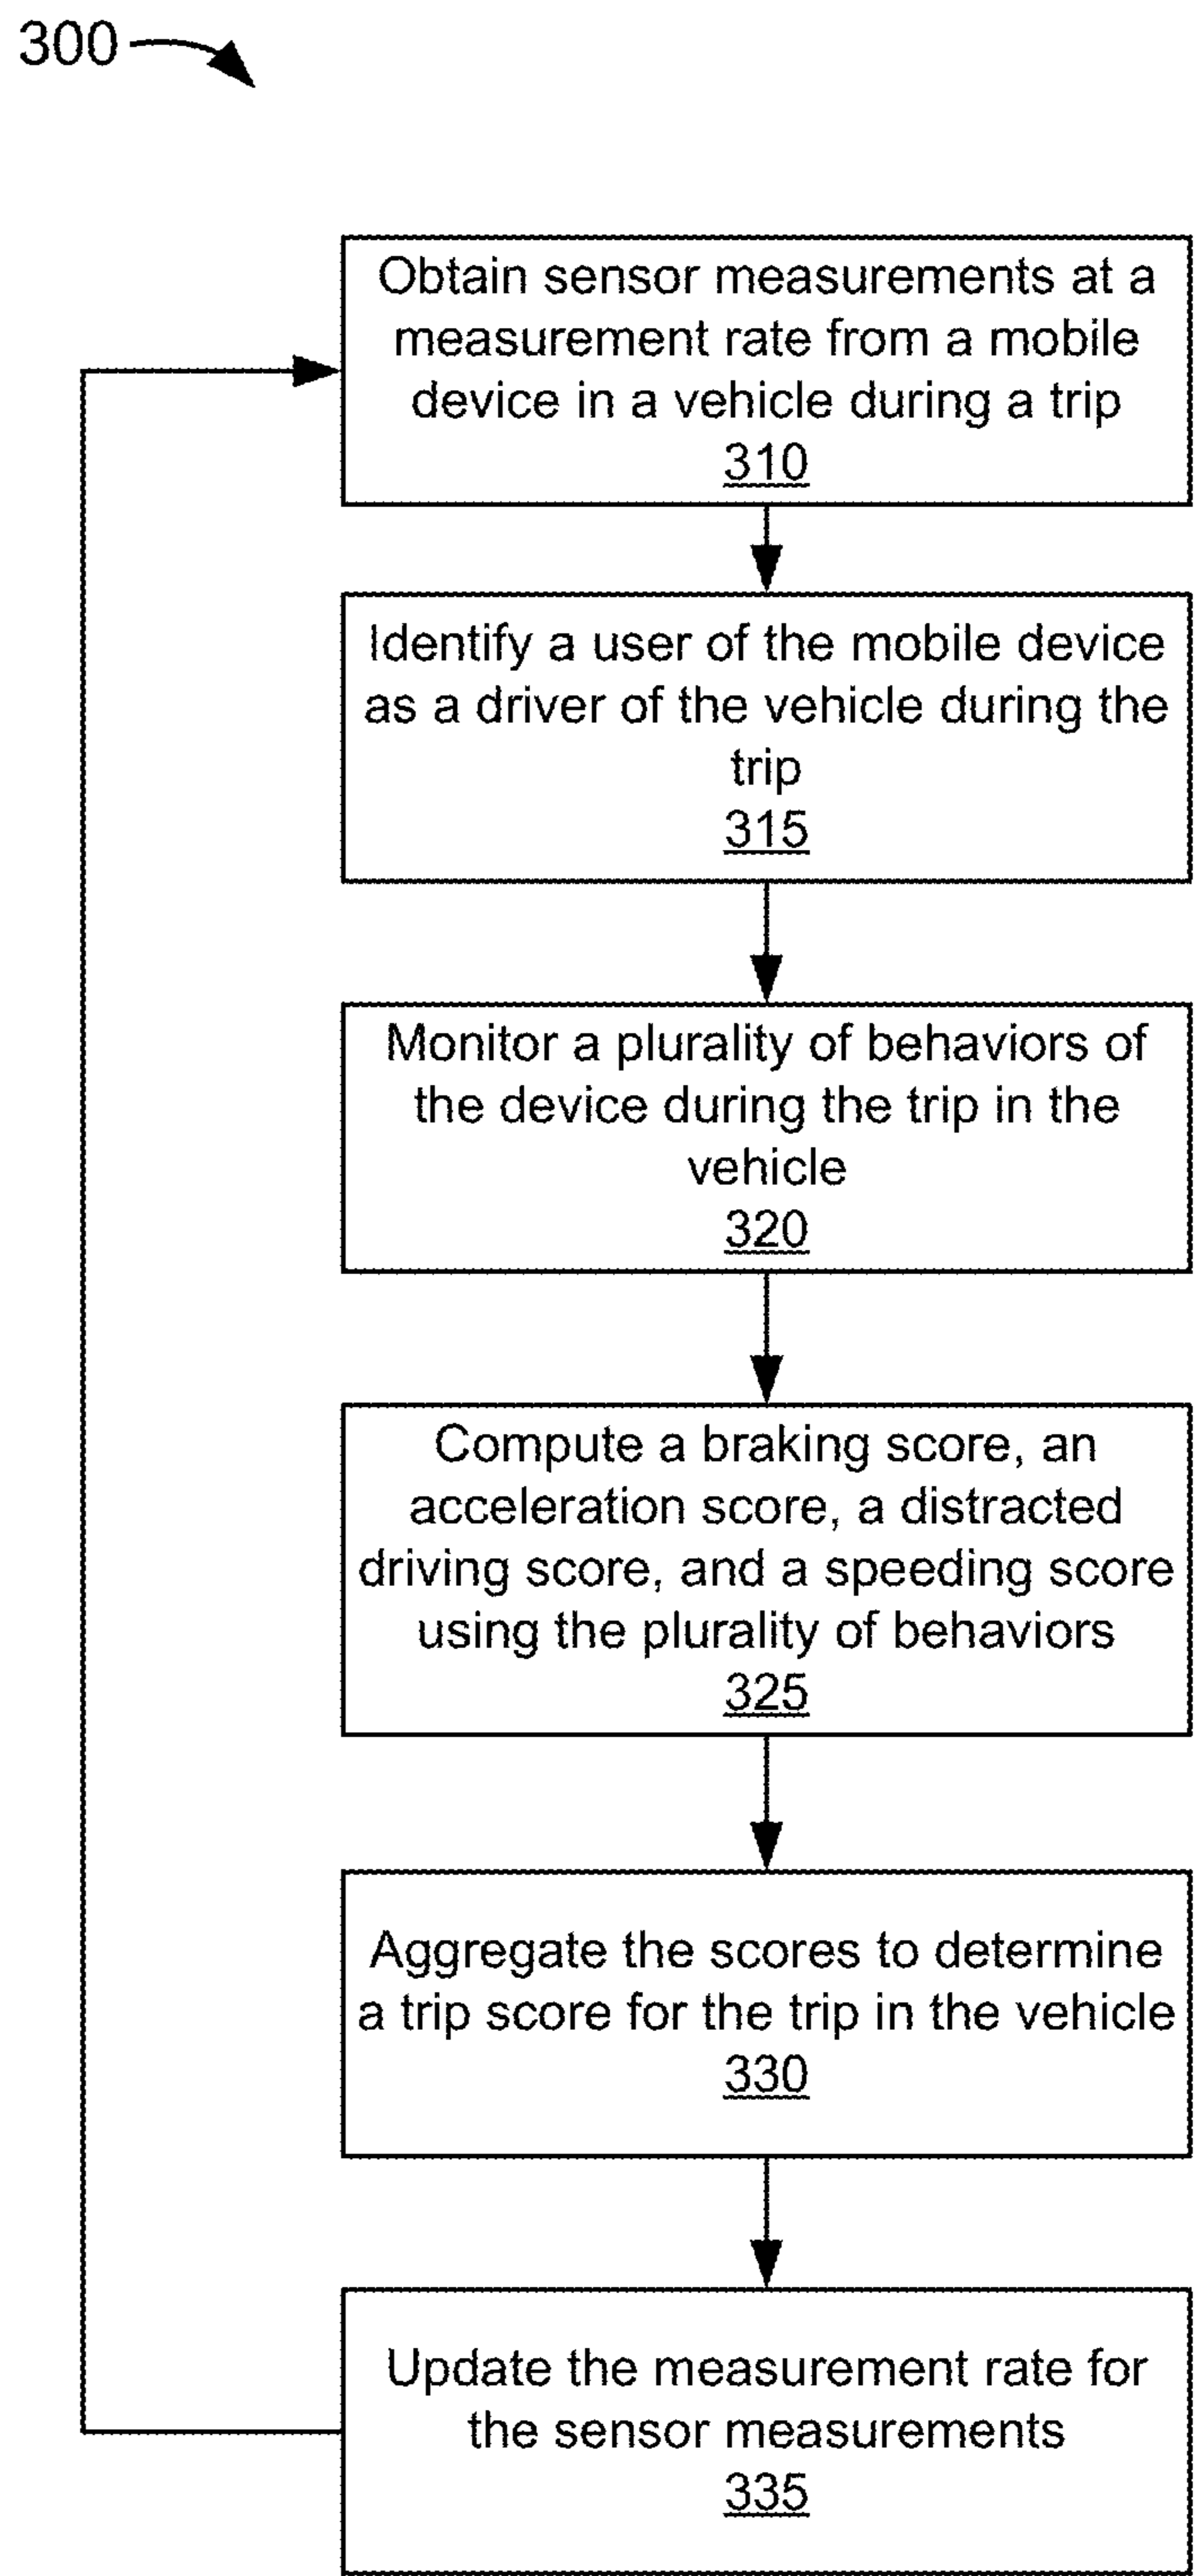 300
Obtain sensor measurements at a
measurement rate from a mobile
device in a vehicle during a trip
310
Identify a user of the mobile device
as a driver of the vehicle during the
trip
315
Monitor a plurality of behaviors of
the device during the trip in the
vehicle
320
Compute a braking score, an
acceleration score, a distracted
driving score, and a speeding score
using the plurality of behaviors
325
Aggregate the scores to determine
a trip score for the trip in the vehicle
330
Update the measurement rate for
the sensor measurements
335